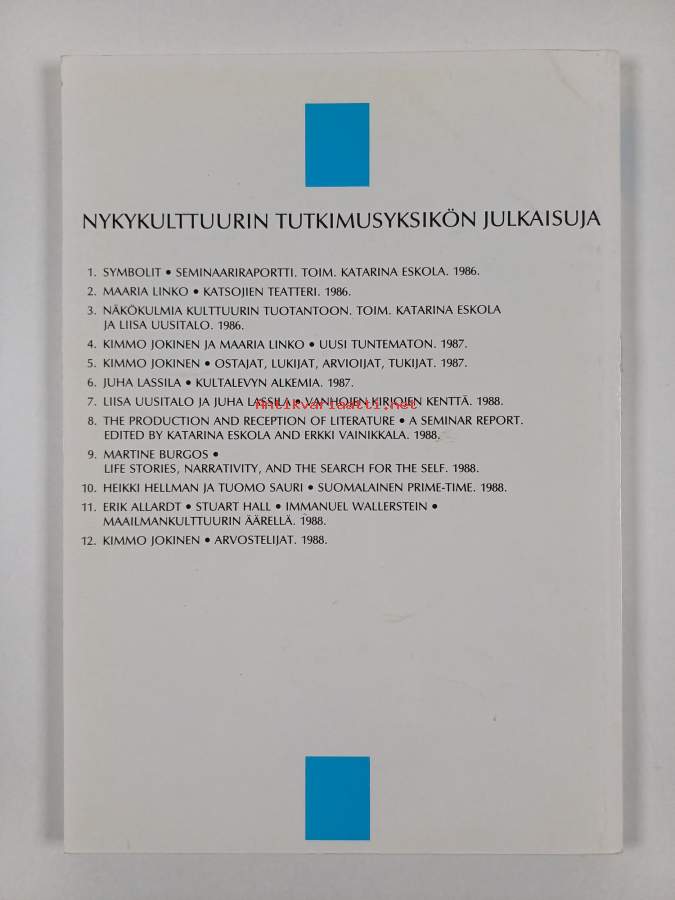 NYKYKULTTUURIN TUTKIMUSYKSIKÖN JULKAISUJA
1. SYMBOLIT • SEMINAARIRAPORTTI. TOIM. KATARINA ESKOLA. 1986.
2. MAARIA LINKO • KATSOJIEN TEATTERI. 1986.
3. NÄKÖKULMIA KULTTUURIN TUOTANTOON. TOIM. KATARINA ESKOLA
JA LIISA UUSITALO. 1986.
4. KIMMO JOKINEN JA MAARIA LINKO • UUSI TUNTEMATON. 1987.
5. KIMMO JOKINEN • OSTAJAT, LUKIJAT, ARVIOIJAT, TUKIJAT. 1987.
6. JUHA LASSILA • KULTALEVYN ALKEMIA. 1987.
7. LIISA UUSITALO JA JUHA LASSILA • VANHOJEN KIRJOJEN KENTTÄ. 1988.
Antikvariaatti.net
8. THE PRODUCTION AND RECEPTION OF LITERATURE • A SEMINAR REPORT.
EDITED BY KATARINA ESKOLA AND ERKKI VAINIKKALA. 1988.
9. MARTINE BURGOS •
LIFE STORIES, NARRATIVITY, AND THE SEARCH FOR THE SELF. 1988.
10. HEIKKI HELLMAN JA TUOMO SAURI • SUOMALAINEN PRIME-TIME. 1988.
11. ERIK ALLARDT • STUART HALL • IMMANUEL WALLERSTEIN •
MAAILMANKULTTUURIN ÄÄRELLÄ. 1988.
12. KIMMO JOKINEN • ARVOSTELIJAT. 1988.